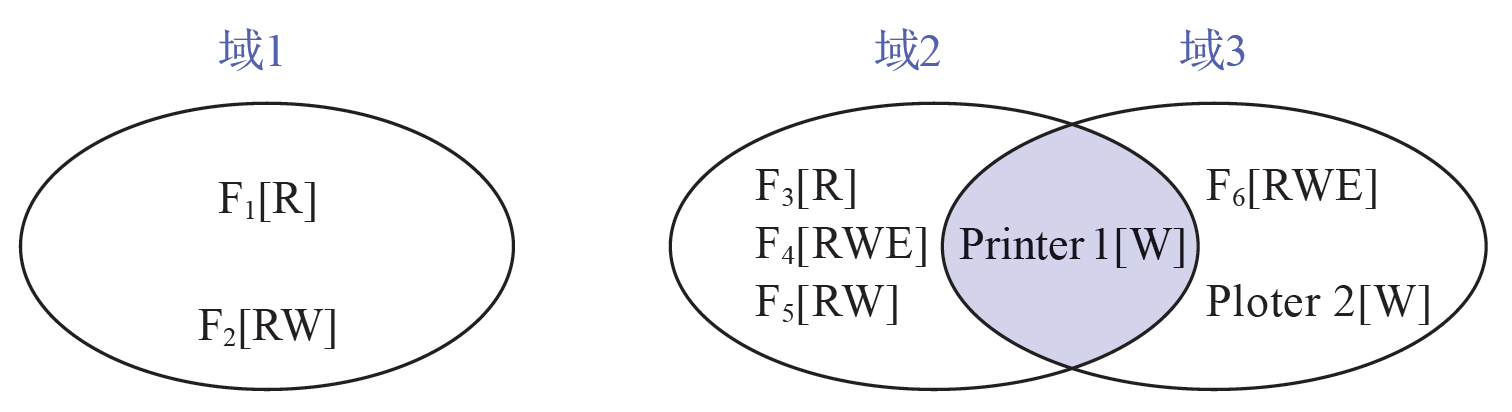 域1
F₁[R]
F₂[RW]
域2
域3
F₃[R]
F₄[RWE]
F₅[RW]
Printer 1[W]
F₆[RWE]
Ploter 2[W]